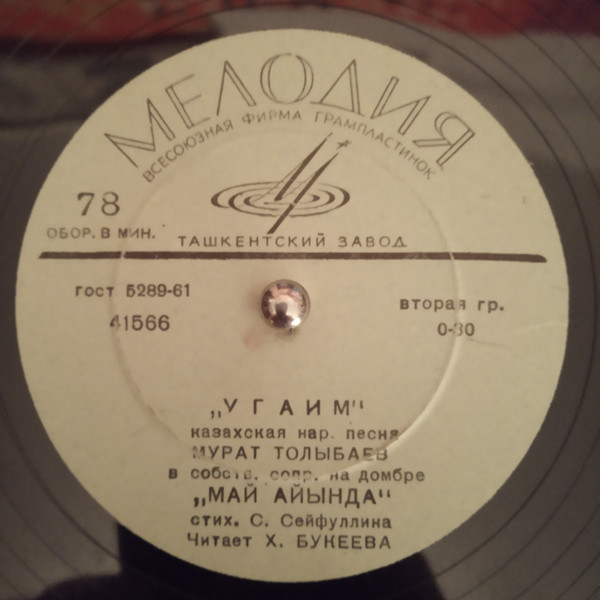 МЕЛОДИЯ
ВСЕСОЮЗНАЯ ФИРМА ГРАМПЛАСТИНОК
78
ОБОР. В МИН.
ТАШКЕНТСКИЙ ЗАВОД
ГОСТ 5289-61
вторая гр.
41566
0-80
„УГАИМ"
казахская нар. песня
МУРАТ ТОЛЫБАЕВ
в собств. сопр. на домбре
„МАЙ АЙЫНДА"
стих. С. Сейфуллина
Читает Х. БУКЕЕВА